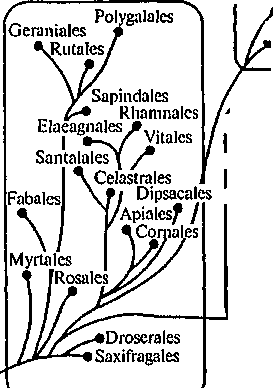 Polygalales
Geraniales
Rutales
Sapindales
Elaeagnales
Rhamnales
Vitales
Santalales
Celastrales
Dipsacales
Fabales
Apiales
Cornales
Myrtales
Rosales
Droserales
Saxifragales